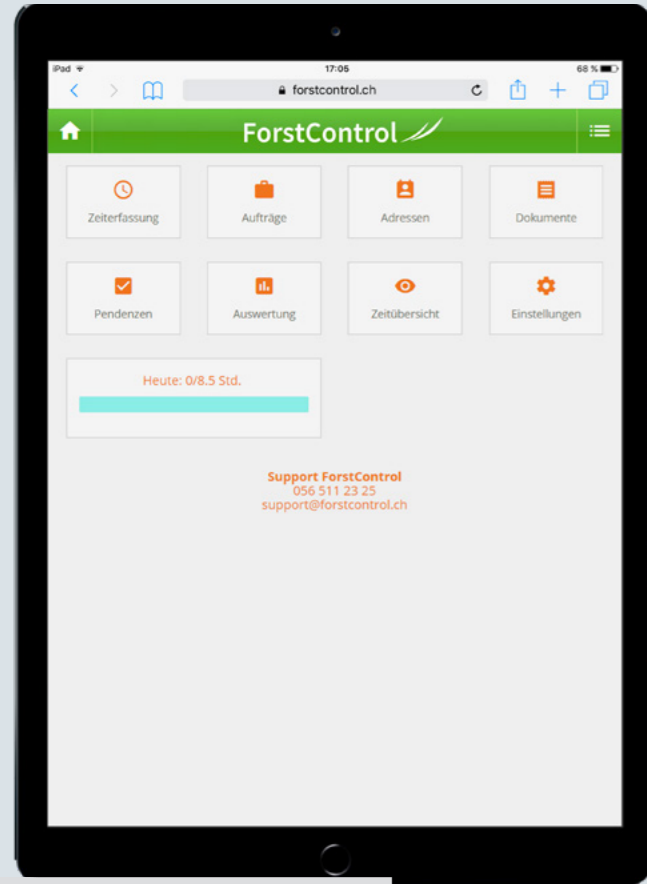 iPad 17:05 68 %
forstcontrol.ch
ForstControl
Zeiterfassung Aufträge Adressen Dokumente
Pendenzen Auswertung Zeitübersicht Einstellungen
Heute: 0/8.5 Std.
Support ForstControl
056 511 23 25
support@forstcontrol.ch